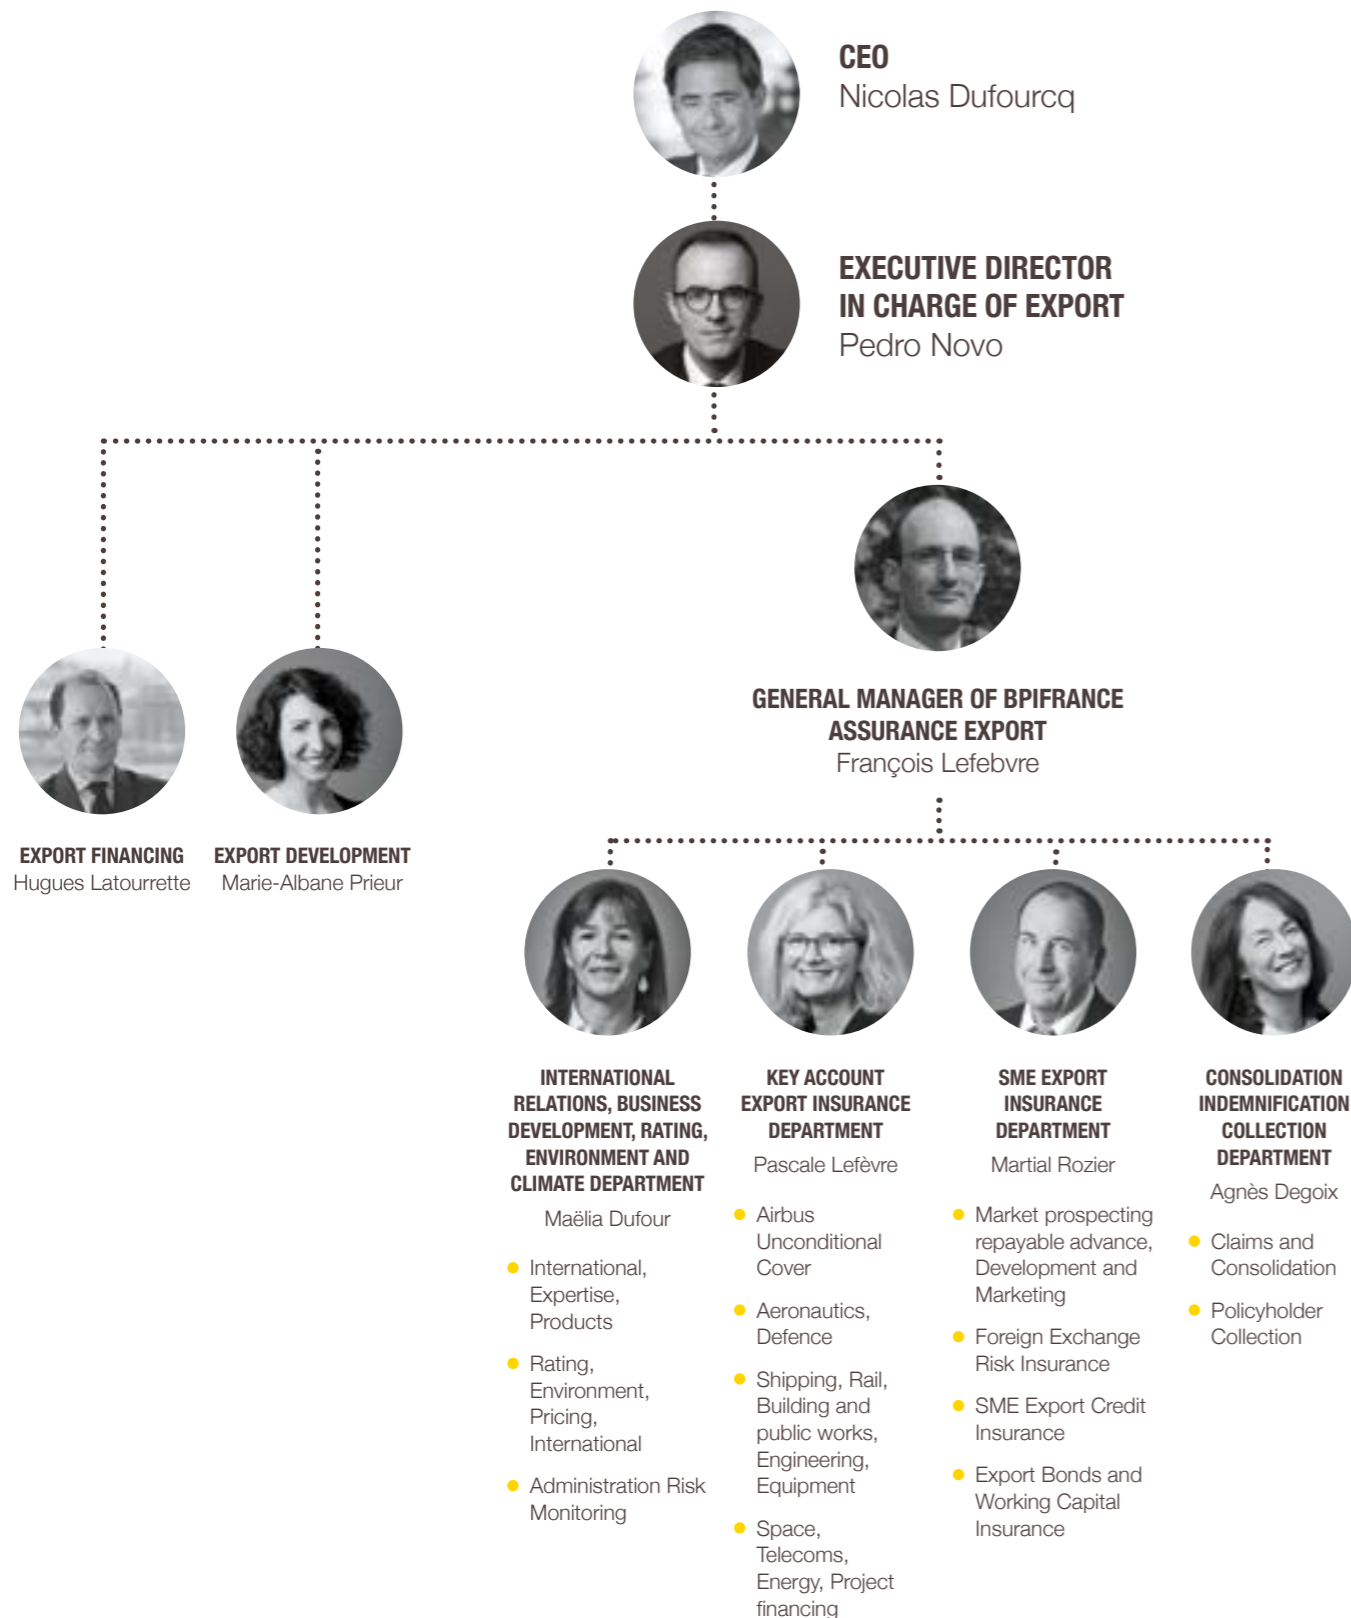 CEO
Nicolas Dufourcq
EXECUTIVE DIRECTOR
IN CHARGE OF EXPORT
Pedro Novo
GENERAL MANAGER OF BPIFRANCE
ASSURANCE EXPORT
François Lefebvre
EXPORT FINANCING
Hugues Latourrette
EXPORT DEVELOPMENT
Marie-Albane Prieur
INTERNATIONAL
RELATIONS, BUSINESS
DEVELOPMENT, RATING,
ENVIRONMENT AND
CLIMATE DEPARTMENT
Maëlia Dufour
International,
Expertise,
Products
Rating,
Environment,
Pricing,
International
Administration Risk
Monitoring
KEY ACCOUNT
EXPORT INSURANCE
DEPARTMENT
Pascale Lefèvre
Airbus
Unconditional
Cover
Aeronautics,
Defence
Shipping, Rail,
Building and
public works,
Engineering,
Equipment
Space,
Telecoms,
Energy, Project
financing
SME EXPORT
INSURANCE
DEPARTMENT
Martial Rozier
Market prospecting
repayable advance,
Development and
Marketing
Foreign Exchange
Risk Insurance
SME Export Credit
Insurance
Export Bonds and
Working Capital
Insurance
CONSOLIDATION
INDEMNIFICATION
COLLECTION
DEPARTMENT
Agnès Degoix
Claims and
Consolidation
Policyholder
Collection